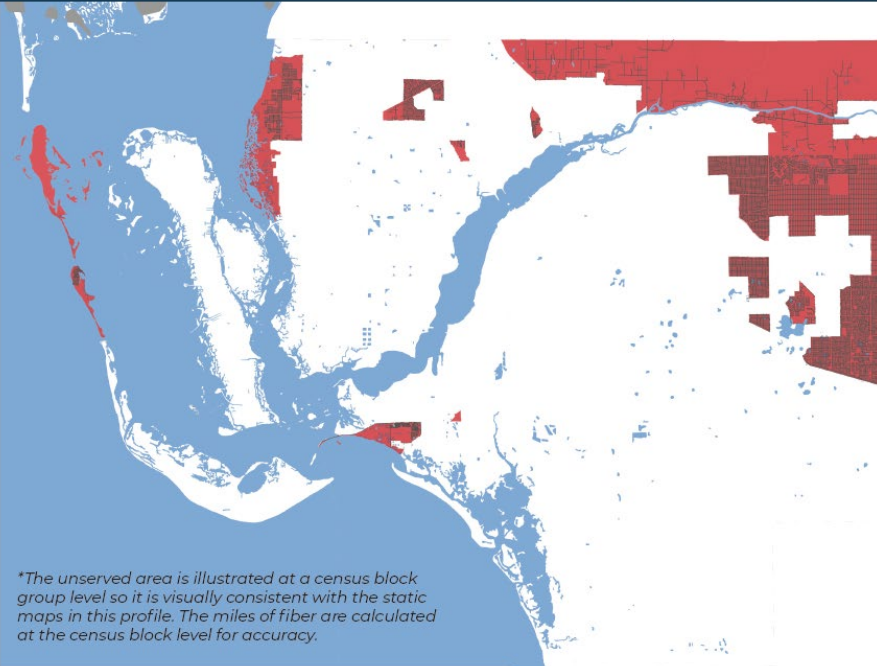 *The unserved area is illustrated at a census block
group level so it is visually consistent with the static
maps in this profile. The miles of fiber are calculated
at the census block level for accuracy.